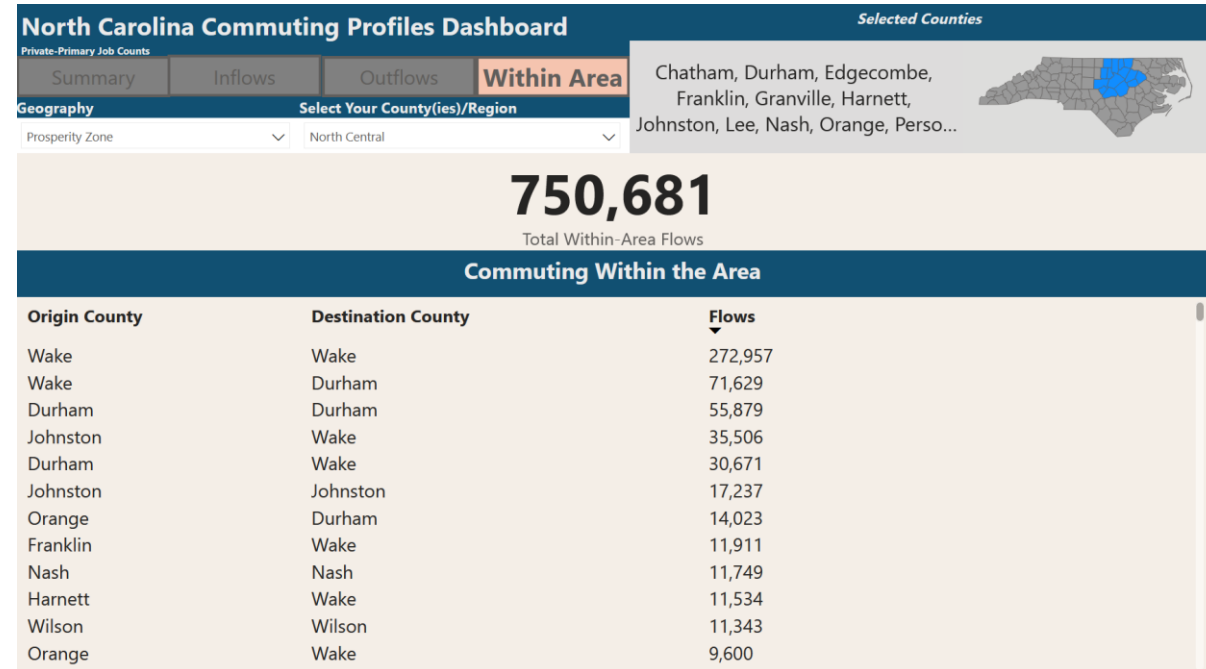 North Carolina Commuting Profiles Dashboard
Private-Primary Job Counts
Summary Inflows Outflows Within Area
Geography Select Your County(ies)/Region
Prosperity Zone North Central
Selected Counties
Chatham, Durham, Edgecombe,
Franklin, Granville, Harnett,
Johnston, Lee, Nash, Orange, Perso...
750,681
Total Within-Area Flows
Commuting Within the Area
Origin County Destination County Flows
Wake Wake 272,957
Wake Durham 71,629
Durham Durham 55,879
Johnston Wake 35,506
Durham Wake 30,671
Johnston Johnston 17,237
Orange Durham 14,023
Franklin Wake 11,911
Nash Nash 11,749
Harnett Wake 11,534
Wilson Wilson 11,343
Orange Wake 9,600